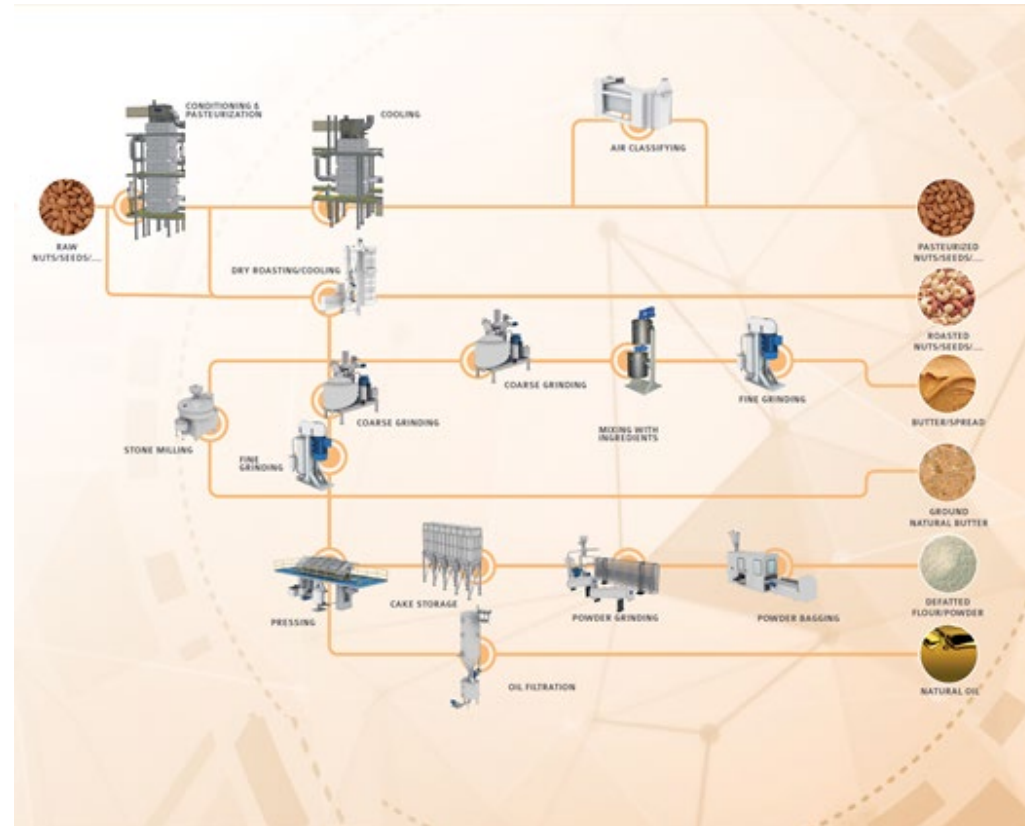 CONDITIONING &
PASTEURIZATION
COOLING
AIR CLASSIFYING
RAW
NUTS/SEEDS/....
PASTEURIZED
NUTS/SEEDS/....
DRY ROASTING/COOLING
ROASTED
NUTS/SEEDS/....
COARSE GRINDING
FINE GRINDING
BUTTER/SPREAD
COARSE GRINDING
MIXING WITH
INGREDIENTS
STONE MILLING
FINE
GRINDING
GROUND
NATURAL BUTTER
CAKE STORAGE
DEFATTED
FLOUR/POWDER
PRESSING
POWDER GRINDING
POWDER BAGGING
OIL FILTRATION
NATURAL OIL